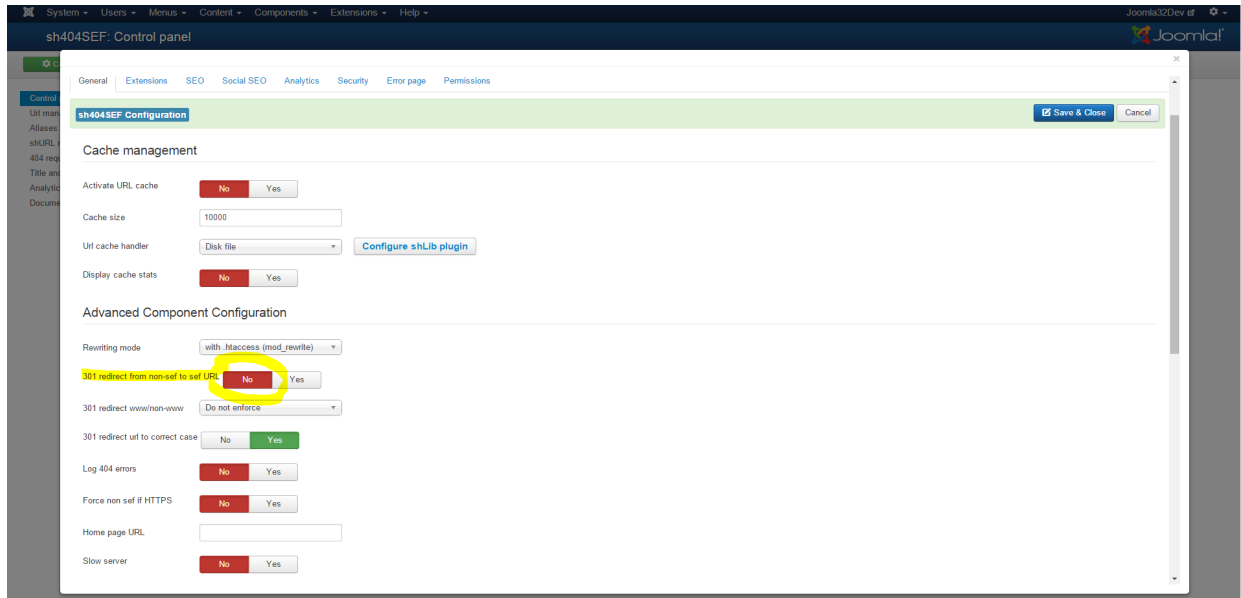 System Users Menus Content Components Extensions Help Joomla32Dev
sh404SEF: Control panel Joomla!
×
General Extensions SEO Social SEO Analytics Security Error page Permissions
Control
sh404SEF Configuration Save & Close Cancel
Url man
Aliases
shURL
404 requ
Title and
Analytic
Docume
Cache management
Activate URL cache No Yes
Cache size 10000
Url cache handler Disk file Configure shLib plugin
Display cache stats No Yes
Advanced Component Configuration
Rewriting mode with .htaccess (mod_rewrite)
301 redirect from non-sef to sef URL No Yes
301 redirect www/non-www Do not enforce
301 redirect url to correct case No Yes
Log 404 errors No Yes
Force non sef if HTTPS No Yes
Home page URL
Slow server No Yes